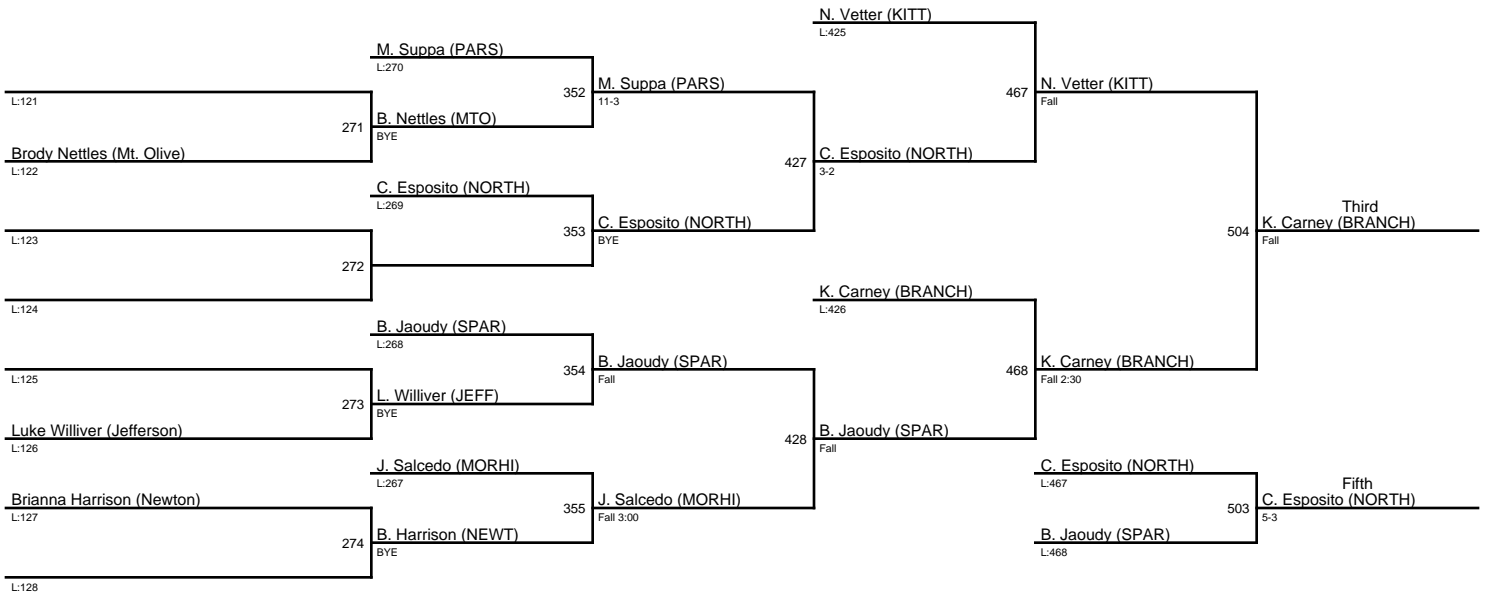 N. Vetter (KITT)
L:425
M. Suppa (PARS)
L:270
352
M. Suppa (PARS)
11-3
467
N. Vetter (KITT)
Fall
L:121
271
B. Nettles (MTO)
BYE
Brody Nettles (Mt. Olive)
L:122
427
C. Esposito (NORTH)
3-2
C. Esposito (NORTH)
L:269
353
C. Esposito (NORTH)
BYE
504
Third
K. Carney (BRANCH)
Fall
L:123
272
L:124
K. Carney (BRANCH)
L:426
B. Jaoudy (SPAR)
L:268
354
B. Jaoudy (SPAR)
Fall
468
K. Carney (BRANCH)
Fall 2:30
L:125
273
L. Williver (JEFF)
BYE
Luke Williver (Jefferson)
L:126
428
B. Jaoudy (SPAR)
Fall
J. Salcedo (MORHI)
L:267
C. Esposito (NORTH)
L:467
Brianna Harrison (Newton)
L:127
355
J. Salcedo (MORHI)
Fall 3:00
503
Fifth
C. Esposito (NORTH)
5-3
274
B. Harrison (NEWT)
BYE
B. Jaoudy (SPAR)
L:468
L:128